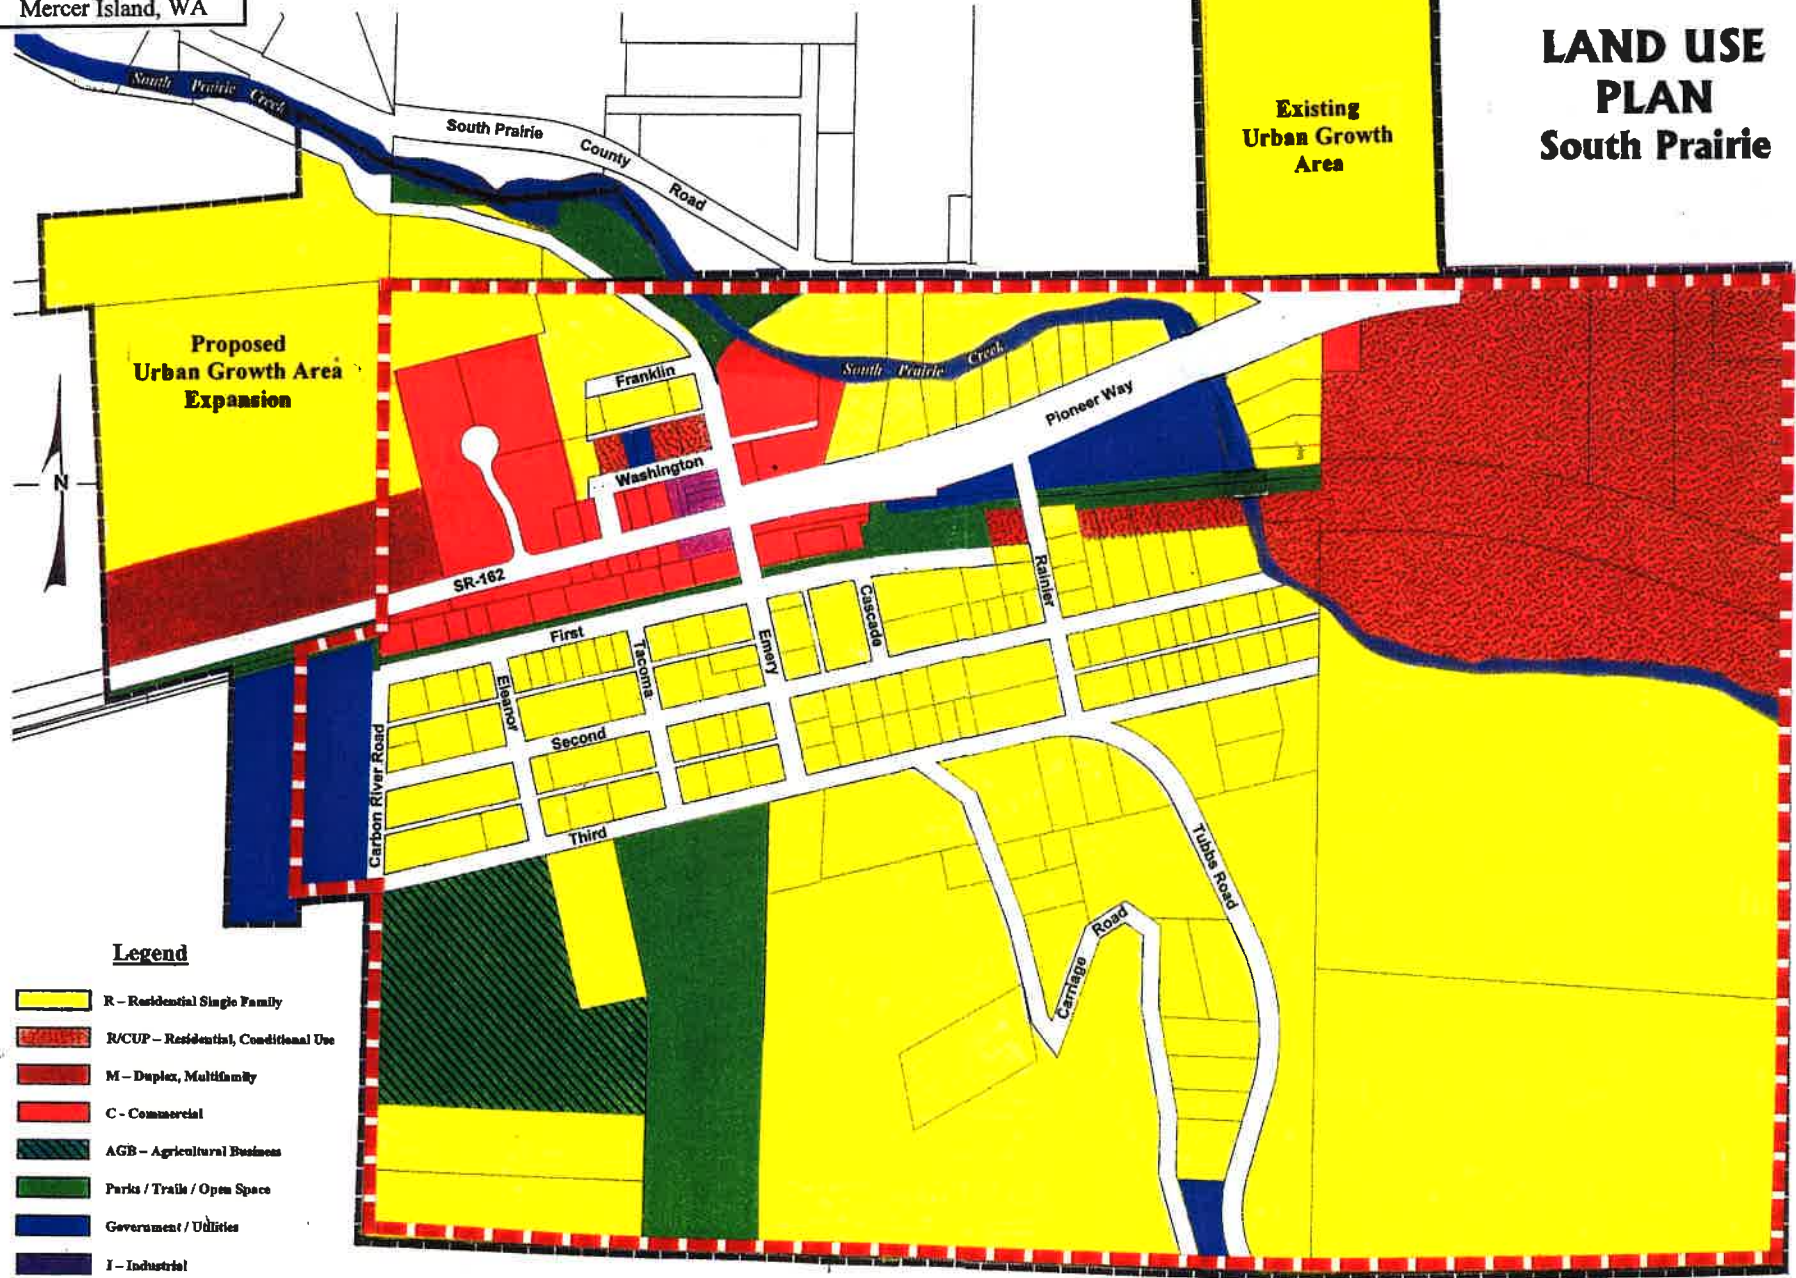 Mercer Island, WA
LAND USE
PLAN
South Prairie
Existing
Urban Growth
Area
South Prairie Creek
South Prairie County Road
Proposed
Urban Growth Area
Expansion
N
Franklin
Washington
South Prairie Creek
Pioneer Way
SR-162
First
Second
Third
Carbon River Road
Eleanor
Tacoma
Emery
Cascade
Rainier
Tubbs Road
Carriage Road
Legend
R – Residential Single Family
R/CUP – Residential, Conditional Use
M – Duplex, Multifamily
C - Commercial
AGB – Agricultural Business
Parks / Trails / Open Space
Government / Utilities
I – Industrial